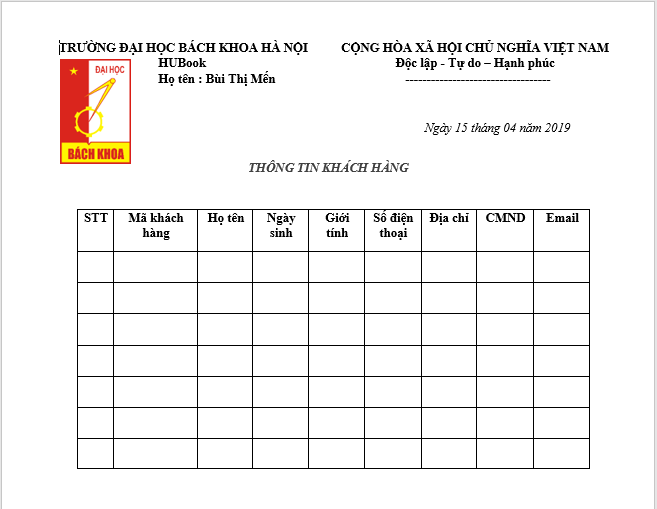 TRƯỜNG ĐẠI HỌC BÁCH KHOA HÀ NỘI
HUBook
Họ tên : Bùi Thị Mến
CỘNG HÒA XÃ HỘI CHỦ NGHĨA VIỆT NAM
Độc lập - Tự do – Hạnh phúc
----------------------------------
ĐẠI HỌC
BÁCH KHOA
Ngày 15 tháng 04 năm 2019
THÔNG TIN KHÁCH HÀNG
STT Mã khách hàng Họ tên Ngày sinh Giới tính Số điện thoại Địa chỉ CMND Email